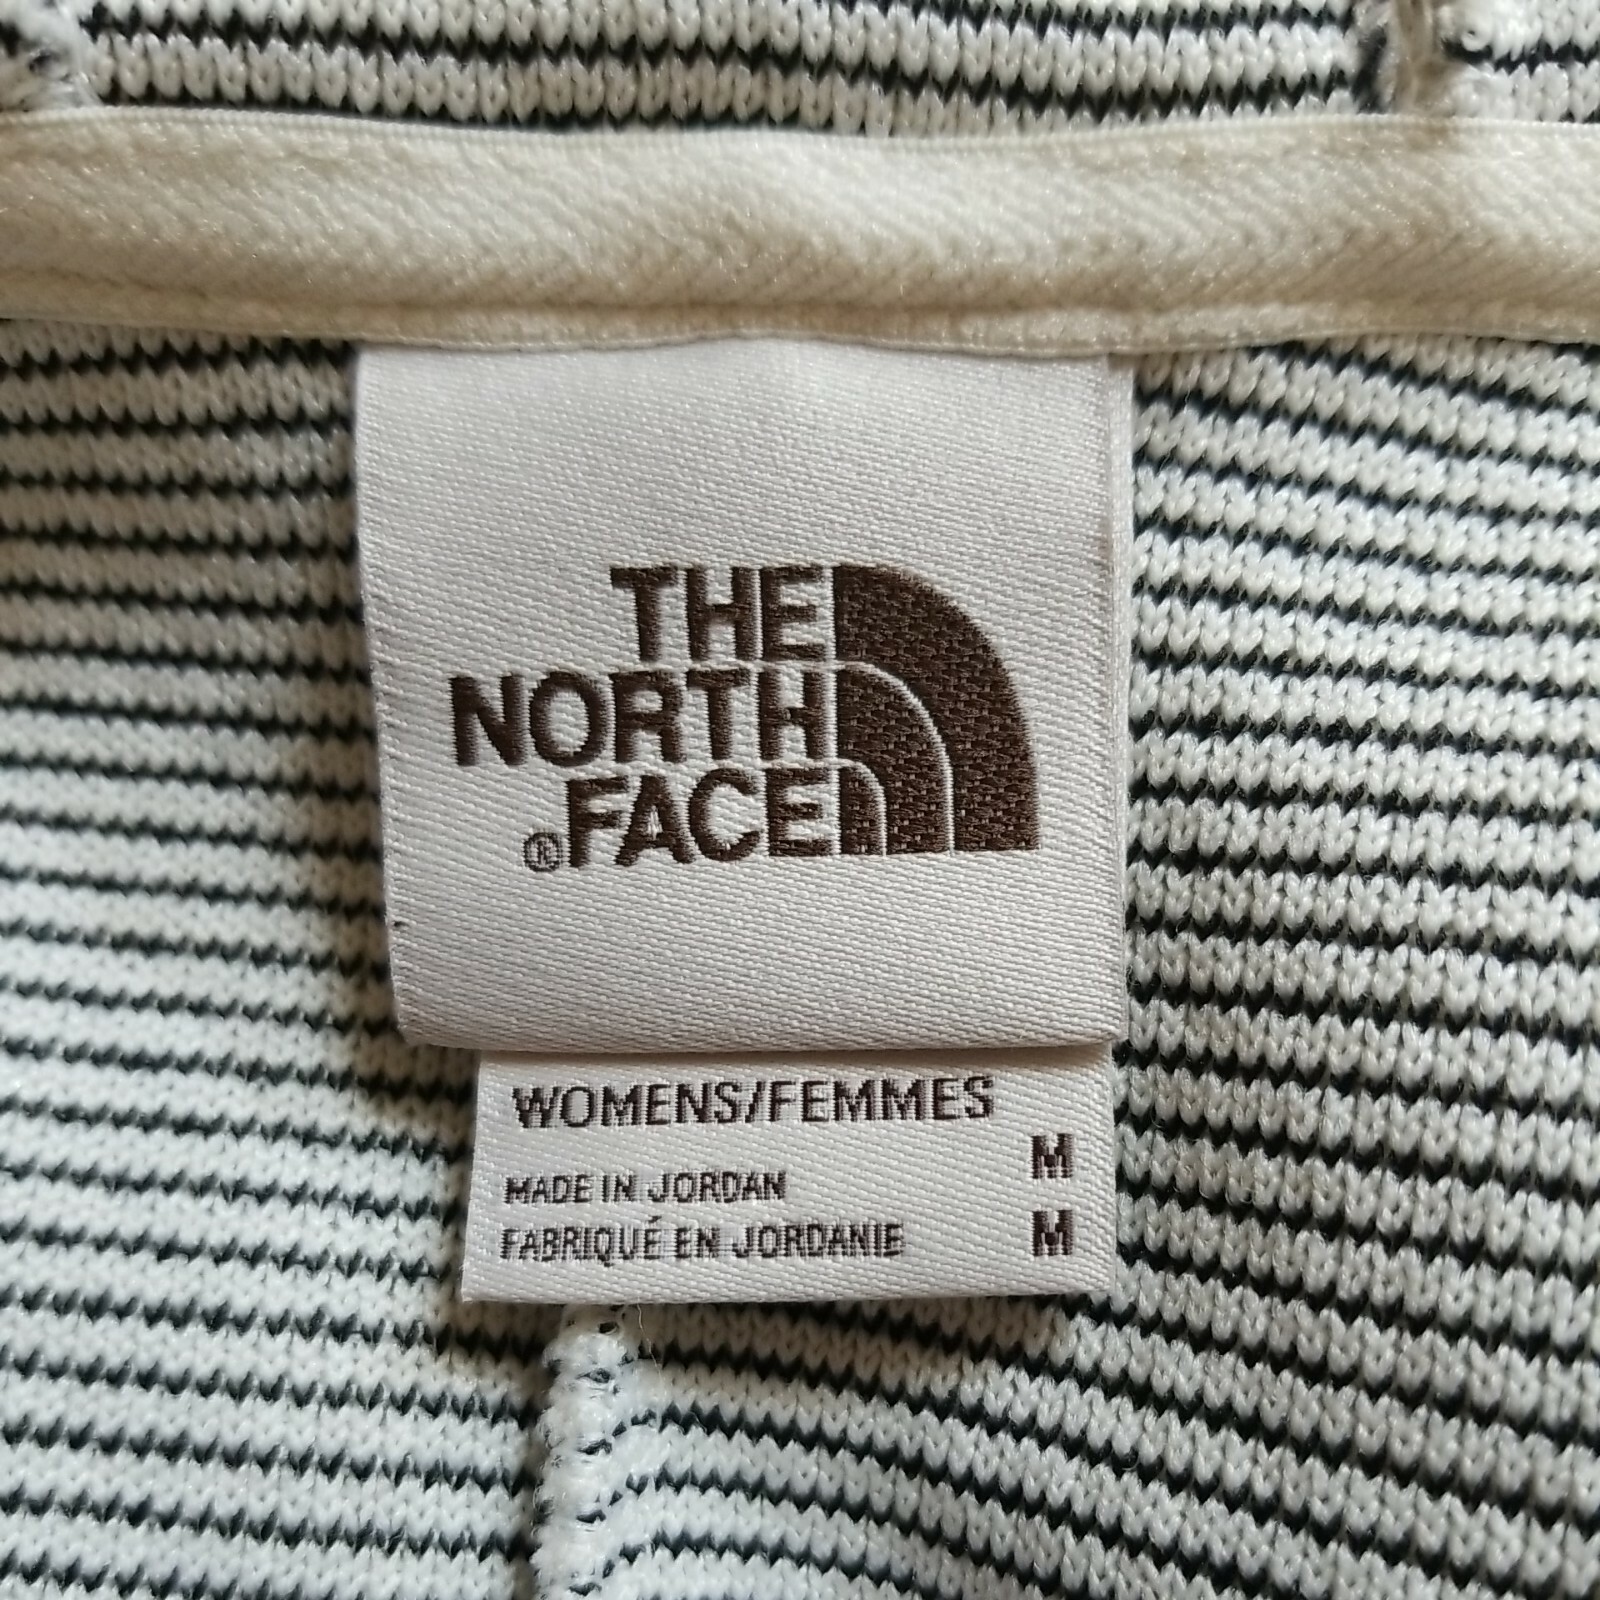 THE
NORTH
®FACE
WOMENS/FEMMES
M
MADE IN JORDAN
FABRIQUÉ EN JORDANIE M